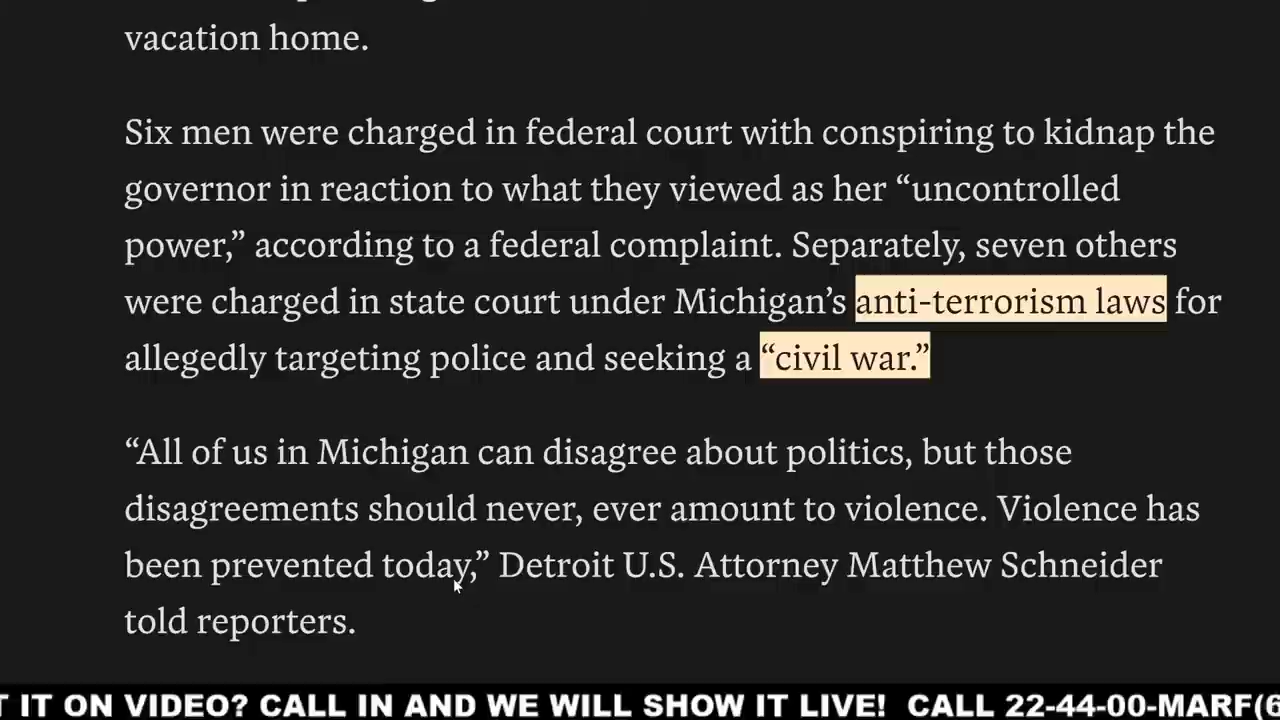 vacation home.
Six men were charged in federal court with conspiring to kidnap the
governor in reaction to what they viewed as her “uncontrolled
power,” according to a federal complaint. Separately, seven others
were charged in state court under Michigan’s anti-terrorism laws for
allegedly targeting police and seeking a “civil war.”
“All of us in Michigan can disagree about politics, but those
disagreements should never, ever amount to violence. Violence has
been prevented today,” Detroit U.S. Attorney Matthew Schneider
told reporters.
IT ON VIDEO? CALL IN AND WE WILL SHOW IT LIVE! CALL 22-44-00-MARF(6